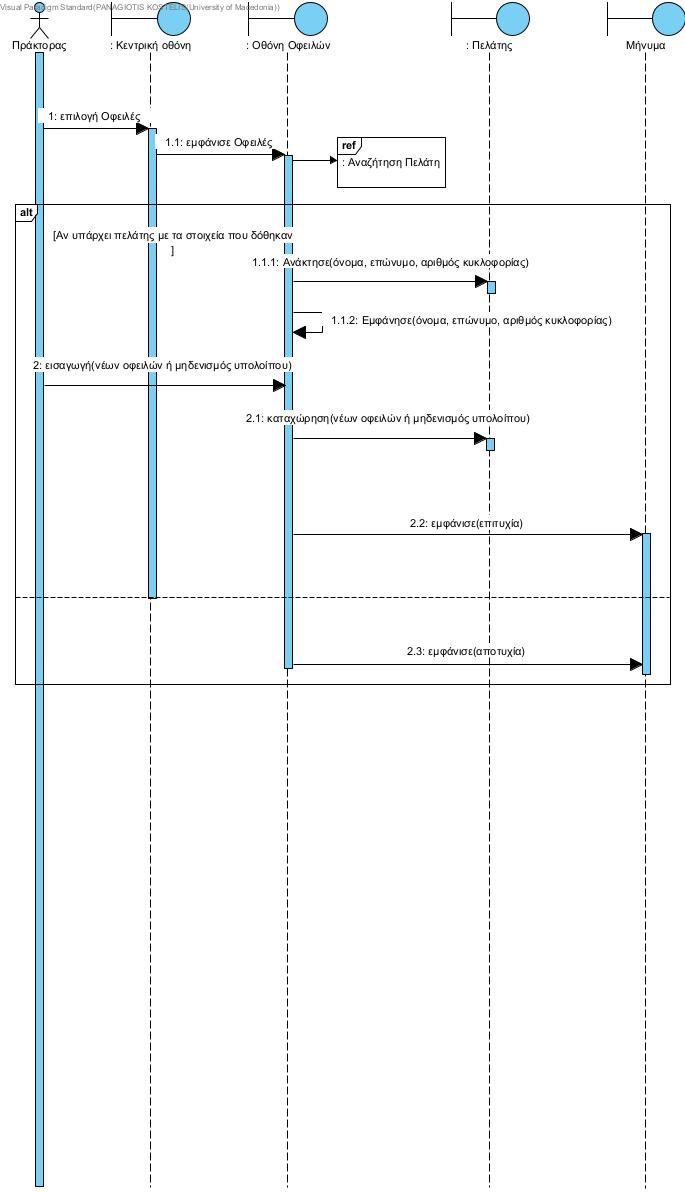 Visual Paradigm Standard(PANAGIOTIS KOSTELIS(University of Macedonia))
Πράκτορας
: Κεντρική οθόνη
: Οθόνη Οφειλών
: Πελάτης
Μήνυμα
1: επιλογή Οφειλές
1.1: εμφάνισε Οφειλές
ref
: Αναζήτηση Πελάτη
alt
[Αν υπάρχει πελάτης με τα στοιχεία που δόθηκαν
]
1.1.1: Ανάκτησε(όνομα, επώνυμο, αριθμός κυκλοφορίας)
1.1.2: Εμφάνησε(όνομα, επώνυμο, αριθμός κυκλοφορίας)
2: εισαγωγή(νέων οφειλών ή μηδενισμός υπολοίπου)
2.1: καταχώρηση(νέων οφειλών ή μηδενισμός υπολοίπου)
2.2: εμφάνισε(επιτυχία)
2.3: εμφάνισε(αποτυχία)